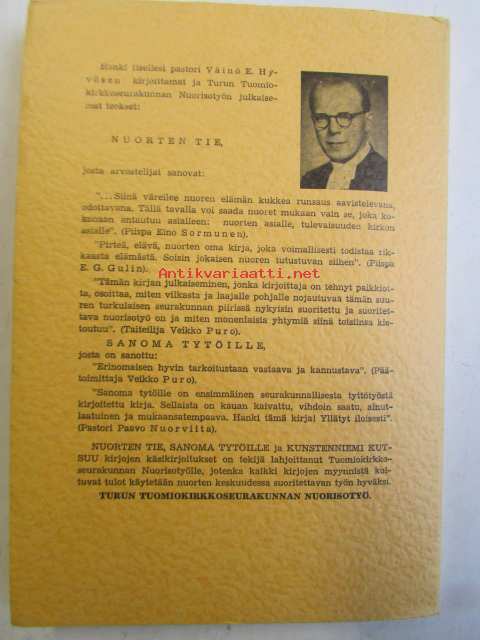 Hanki itsellesi pastori Väinö E. Hy-
vösen kirjoittamat ja Turun Tuomio-
kirkkoseurakunnan Nuorisotyön julkaise-
mat teokset:
NUORTEN TIE,
josta arvostelijat sanovat:
"...Siinä väreilee nuoren elämän kukkea runsaus aavistelevana,
odottavana. Tällä tavalla voi saada nuoret mukaan vain se, joka ko-
konaan antautuu asialleen: nuorten asialle, tulevaisuuden kirkon
asialle". (Piispa Eino Sormunen).
"Pirteä, elävä, nuorten oma kirja, joka voimallisesti todistaa rik-
kaasta elämästä. Soisin jokaisen nuoren tutustuvan siihen". (Piispa
E. G. Gulin).
Antikvariaatti.net
"Tämän kirjan julkaiseminen, jonka kirjoittaja on tehnyt palkkiot-
ta, osoittaa, miten vilkasta ja laajalle pohjalle nojautuvaa tämän suu-
ren turkulaisen seurakunnan piirissä nykyisin suoritettu ja suoritet-
tava nuorisotyö on ja miten monenlaisia yhtymiä siinä toisiinsa kie-
toutuu". (Taiteilija Veikko Puro).
SANOMA TYTÖILLE,
josta on sanottu:
"Erinomaisen hyvin tarkoitustaan vastaava ja kannustava". (Pää-
toimittaja Veikko Puro).
"Sanoma tytöille on ensimmäinen seurakunnallisesta tyttötyöstä
kirjoitettu kirja. Sellaista on kauan kaivattu, vihdoin saatu, ainut-
laatuinen ja mukaansatempaava. Hanki tämä kirja! Yllätyt iloisesti".
(Pastori Paavo Nuorviita).
NUORTEN TIE, SANOMA TYTÖILLE ja KUNSTENNIEMI KUT-
SUU kirjojen käsikirjoitukset on tekijä lahjoittanut Tuomiokirkko-
seurakunnan Nuorisotyölle, jotenka kaikki kirjojen myynnistä koi-
tuvat tulot käytetään nuorten keskuudessa suoritettavan työn hyväksi.
TURUN TUOMIOKIRKKOSEURAKUNNAN NUORISOTYÖ.